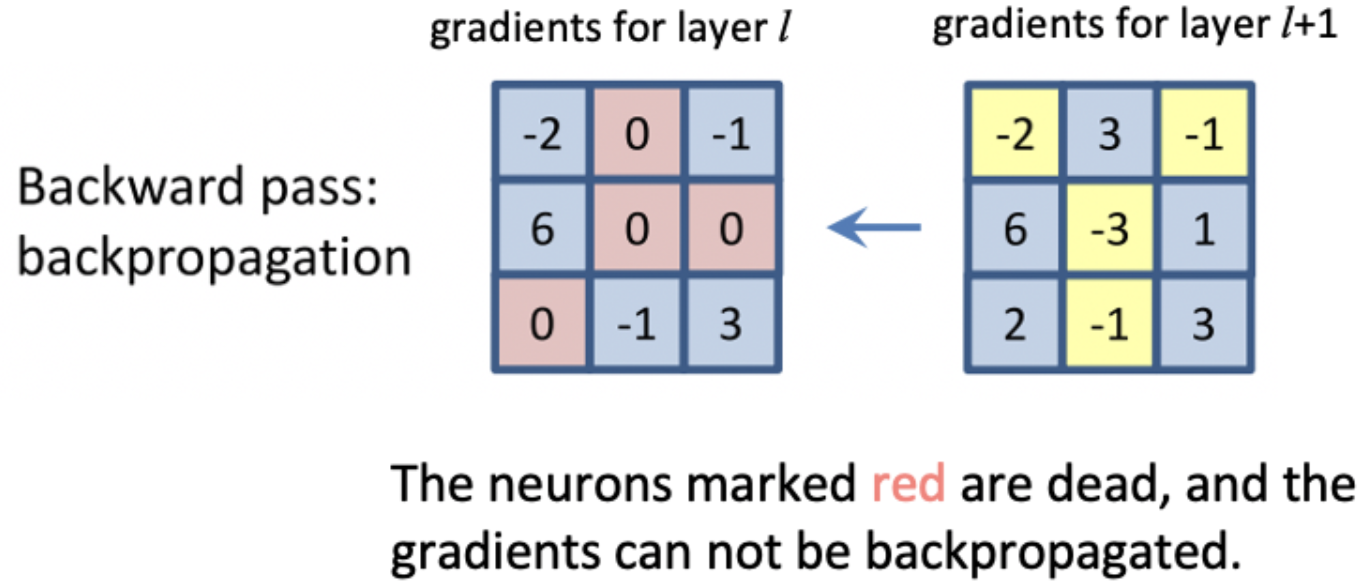 gradients for layer l
gradients for layer l+1
Backward pass:
backpropagation
-2 0 -1
6 0 0
0 -1 3
-2 3 -1
6 -3 1
2 -1 3
The neurons marked red are dead, and the
gradients can not be backpropagated.